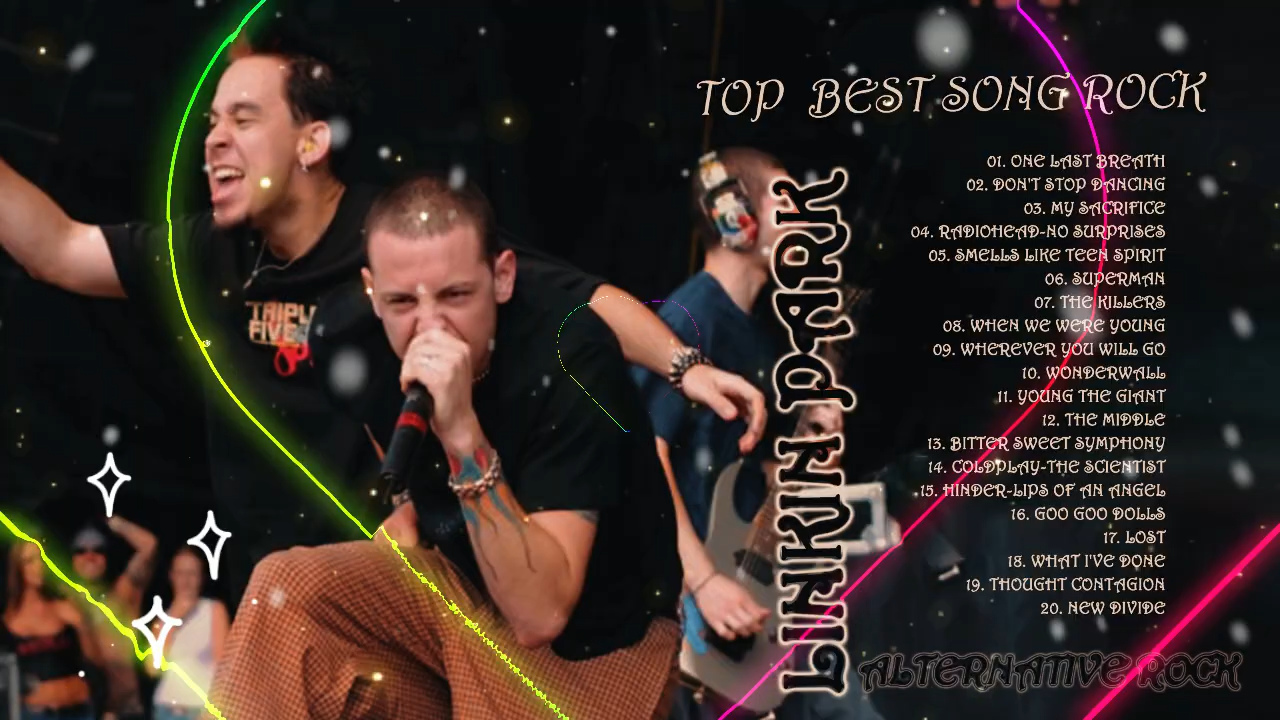 TOP BEST SONG ROCK
01. ONE LAST BREATH
02. DON'T STOP DANCING
03. MY SACRIFICE
04. RADIOHEAD-NO SURPRISES
05. SMELLS LIKE TEEN SPIRIT
06. SUPERMAN
07. THE KILLERS
08. WHEN WE WERE YOUNG
09. WHEREVER YOU WILL GO
10. WONDERWALL
11. YOUNG THE GIANT
12. THE MIDDLE
13. BITTER SWEET SYMPHONY
14. COLDPLAY-THE SCIENTIST
15. HINDER-LIPS OF AN ANGEL
16. GOO GOO DOLLS
17. LOST
18. WHAT I'VE DONE
19. THOUGHT CONTAGION
20. NEW DIVIDE
LINKIN PARK
ALTERNATIVE ROCK
TRIPLE
FIVE